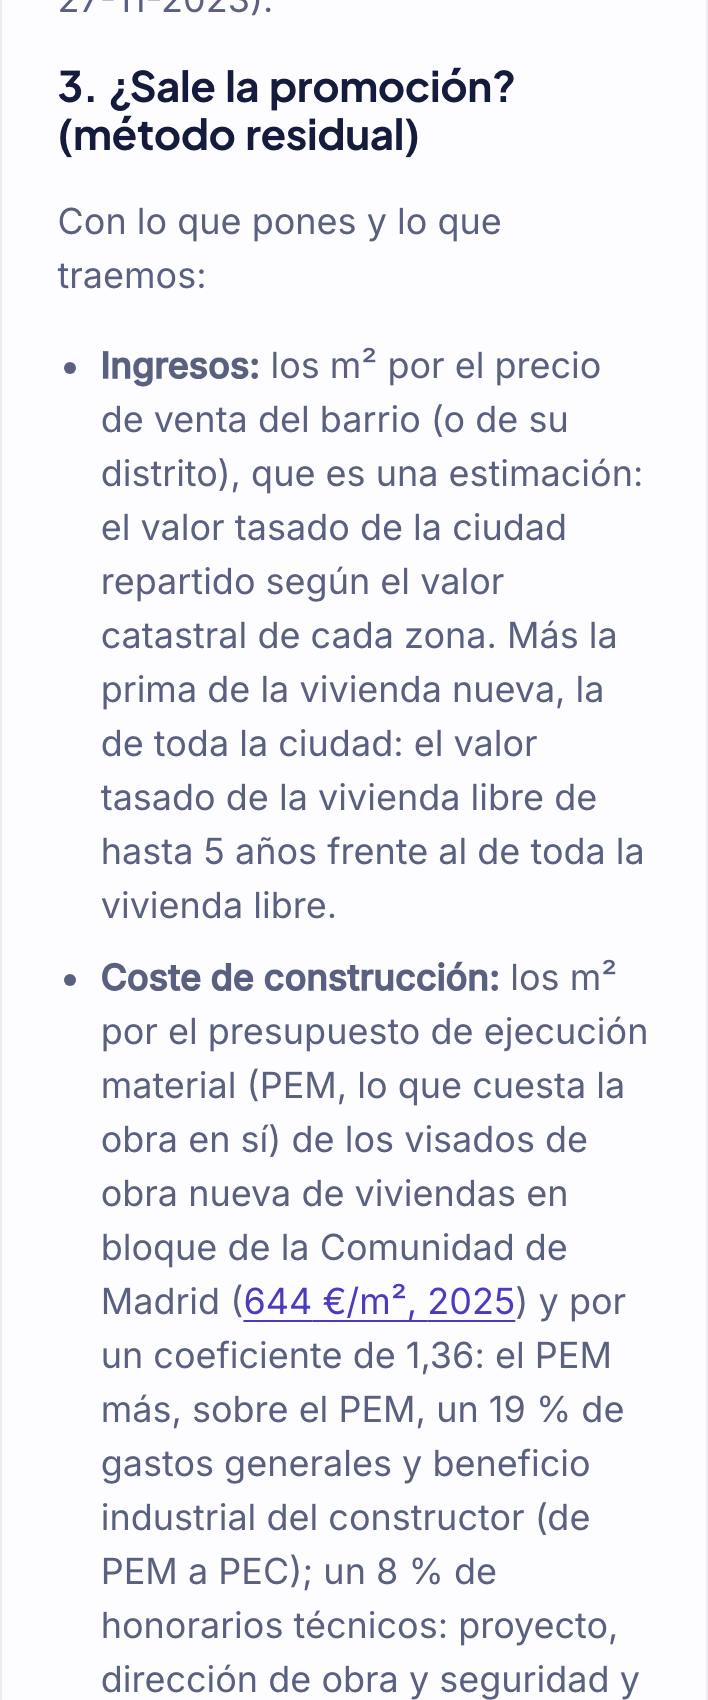 27-11-2023).
3. ¿Sale la promoción?
(método residual)
Con lo que pones y lo que
traemos:
• Ingresos: los m² por el precio
de venta del barrio (o de su
distrito), que es una estimación:
el valor tasado de la ciudad
repartido según el valor
catastral de cada zona. Más la
prima de la vivienda nueva, la
de toda la ciudad: el valor
tasado de la vivienda libre de
hasta 5 años frente al de toda la
vivienda libre.
• Coste de construcción: los m²
por el presupuesto de ejecución
material (PEM, lo que cuesta la
obra en sí) de los visados de
obra nueva de viviendas en
bloque de la Comunidad de
Madrid (644 €/m², 2025) y por
un coeficiente de 1,36: el PEM
más, sobre el PEM, un 19 % de
gastos generales y beneficio
industrial del constructor (de
PEM a PEC); un 8 % de
honorarios técnicos: proyecto,
dirección de obra y seguridad y